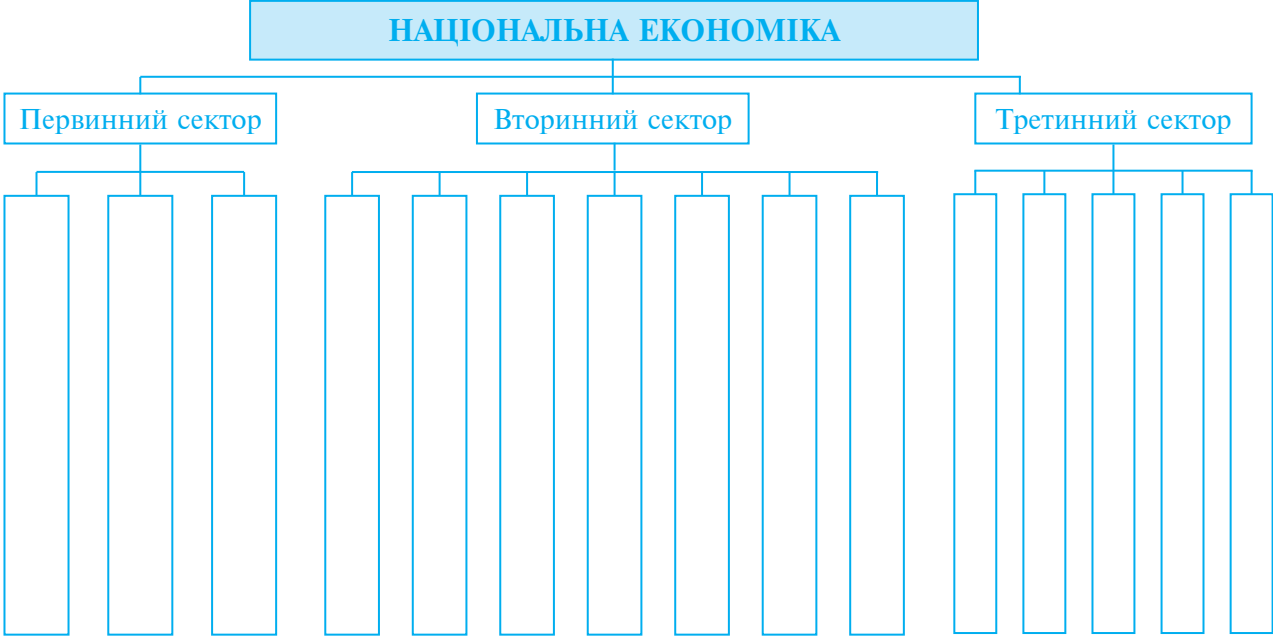 НАЦІОНАЛЬНА ЕКОНОМІКА
Первинний сектор
Вторинний сектор
Третинний сектор